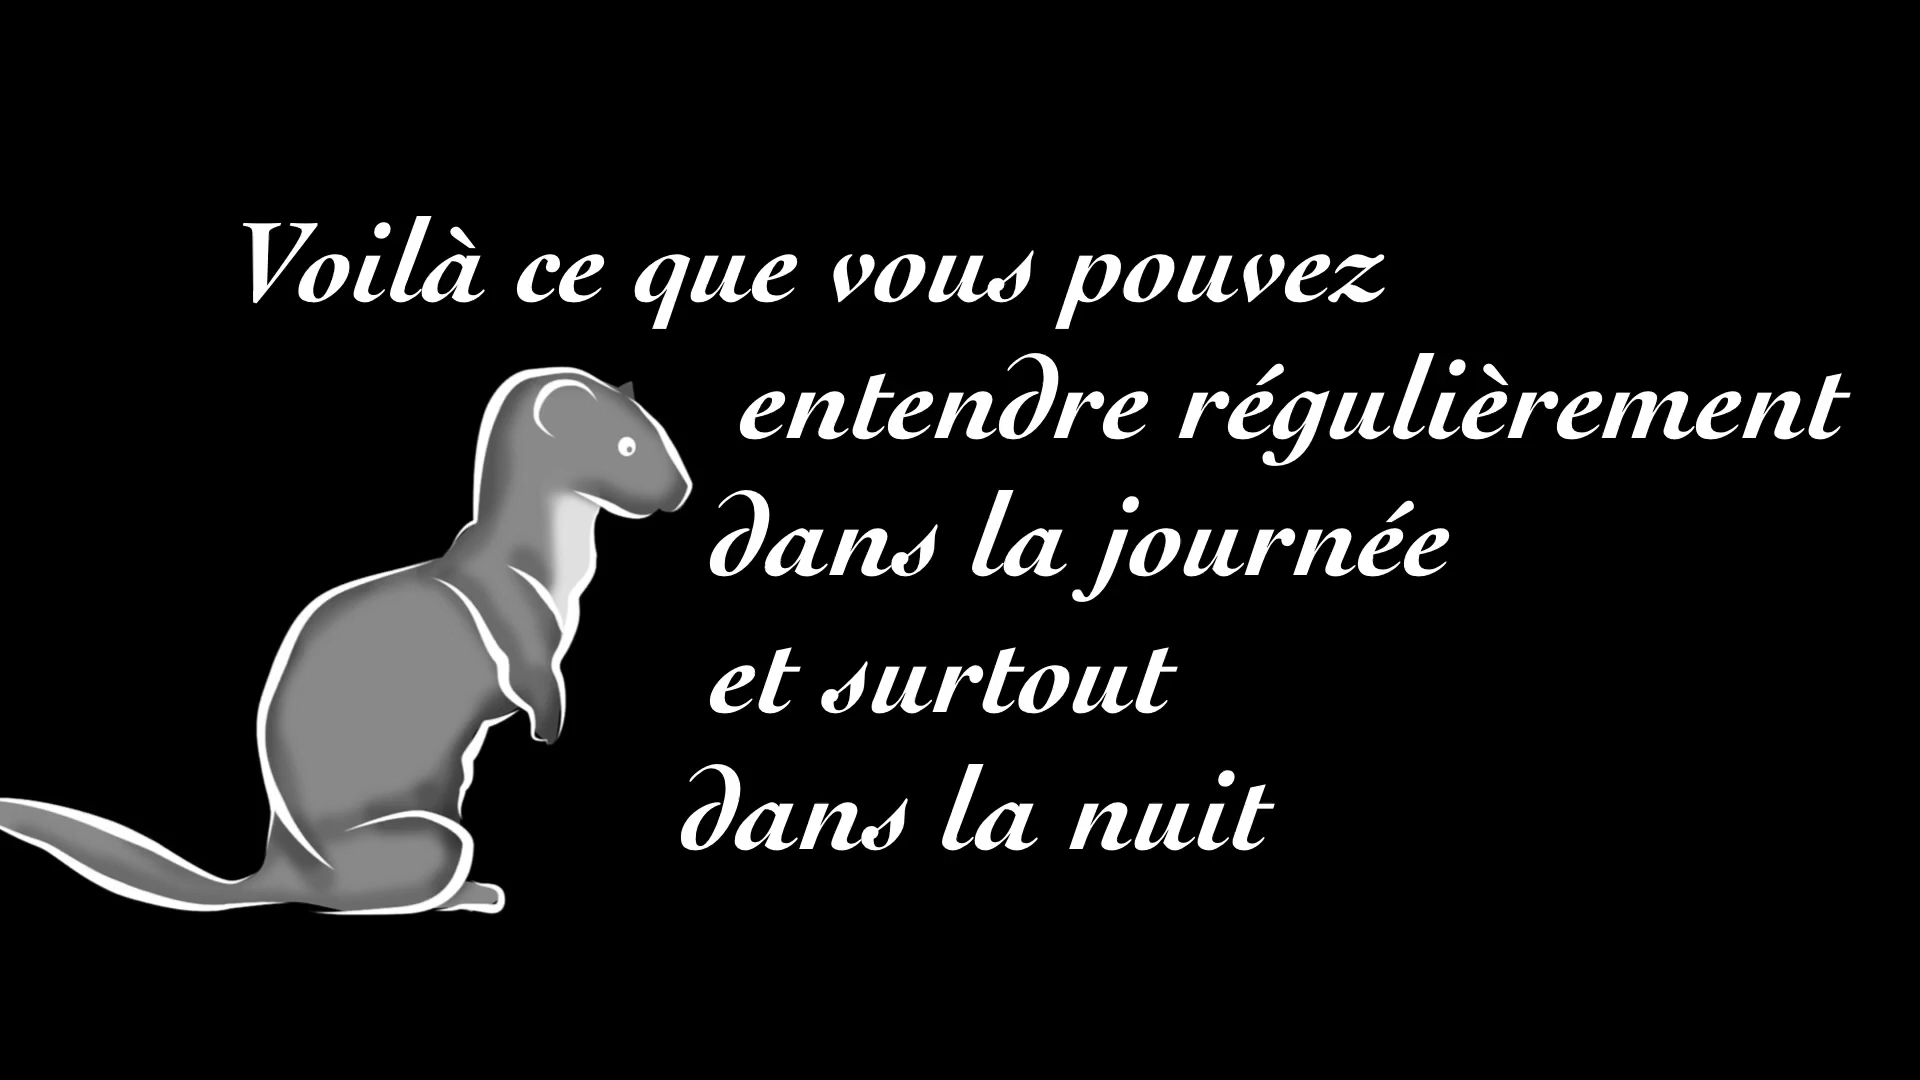 Voilà ce que vous pouvez
entendre régulièrement
dans la journée
et surtout
dans la nuit